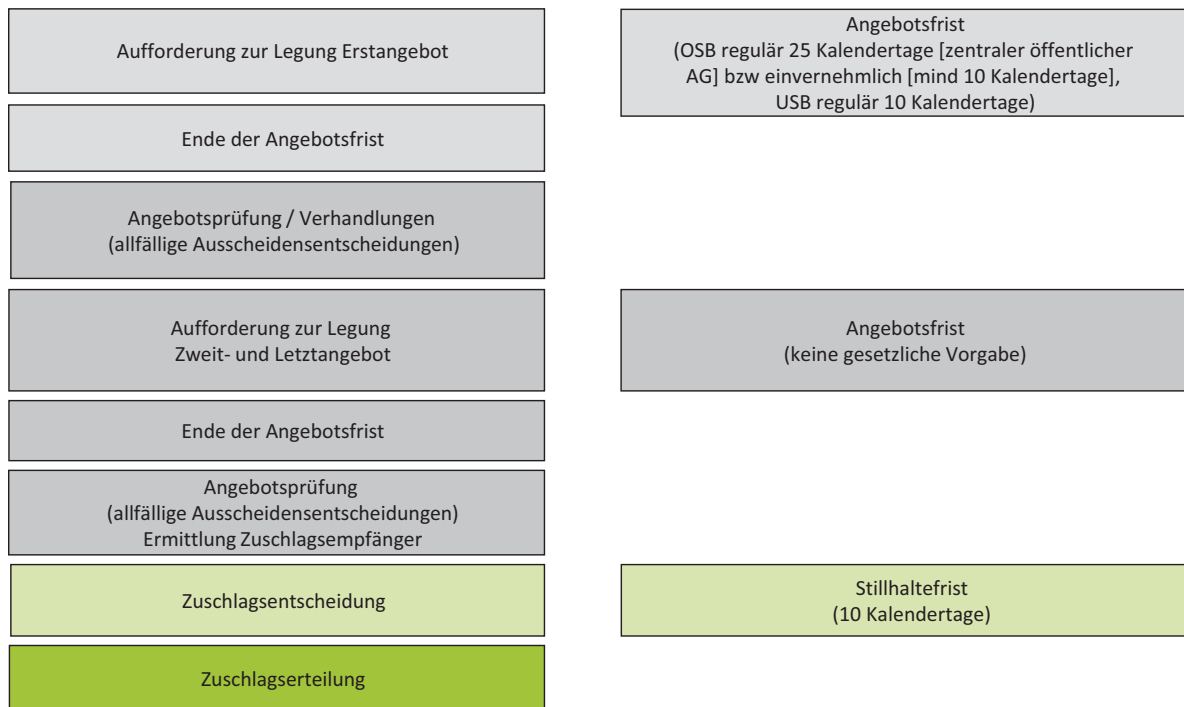 Aufforderung zur Legung Erstangebot
Angebotsfrist
(OSB regulär 25 Kalendertage [zentraler öffentlicher
AG] bzw einvernehmlich [mind 10 Kalendertage],
USB regulär 10 Kalendertage)
Ende der Angebotsfrist
Angebotsprüfung / Verhandlungen
(allfällige Ausscheidensentscheidungen)
Aufforderung zur Legung
Zweit- und Letztangebot
Angebotsfrist
(keine gesetzliche Vorgabe)
Ende der Angebotsfrist
Angebotsprüfung
(allfällige Ausscheidensentscheidungen)
Ermittlung Zuschlagsempfänger
Zuschlagsentscheidung
Stillhaltefrist
(10 Kalendertage)
Zuschlagserteilung